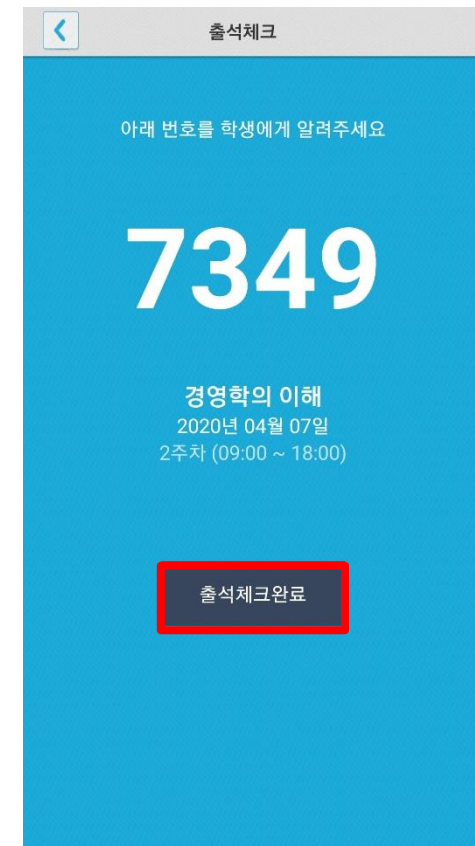 출석체크
아래 번호를 학생에게 알려주세요
7349
경영학의 이해
2020년 04월 07일
2주차 (09:00 ~ 18:00)
출석체크완료